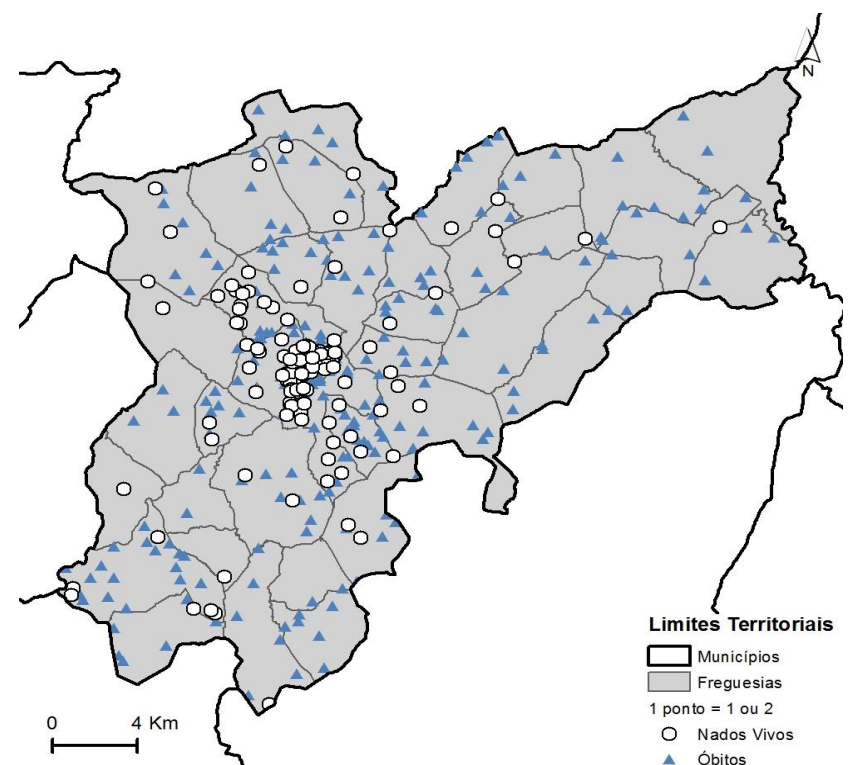 N
Limites Territoriais
Municípios
Freguesias
1 ponto = 1 ou 2
Nados Vivos
Óbitos
0 4 Km